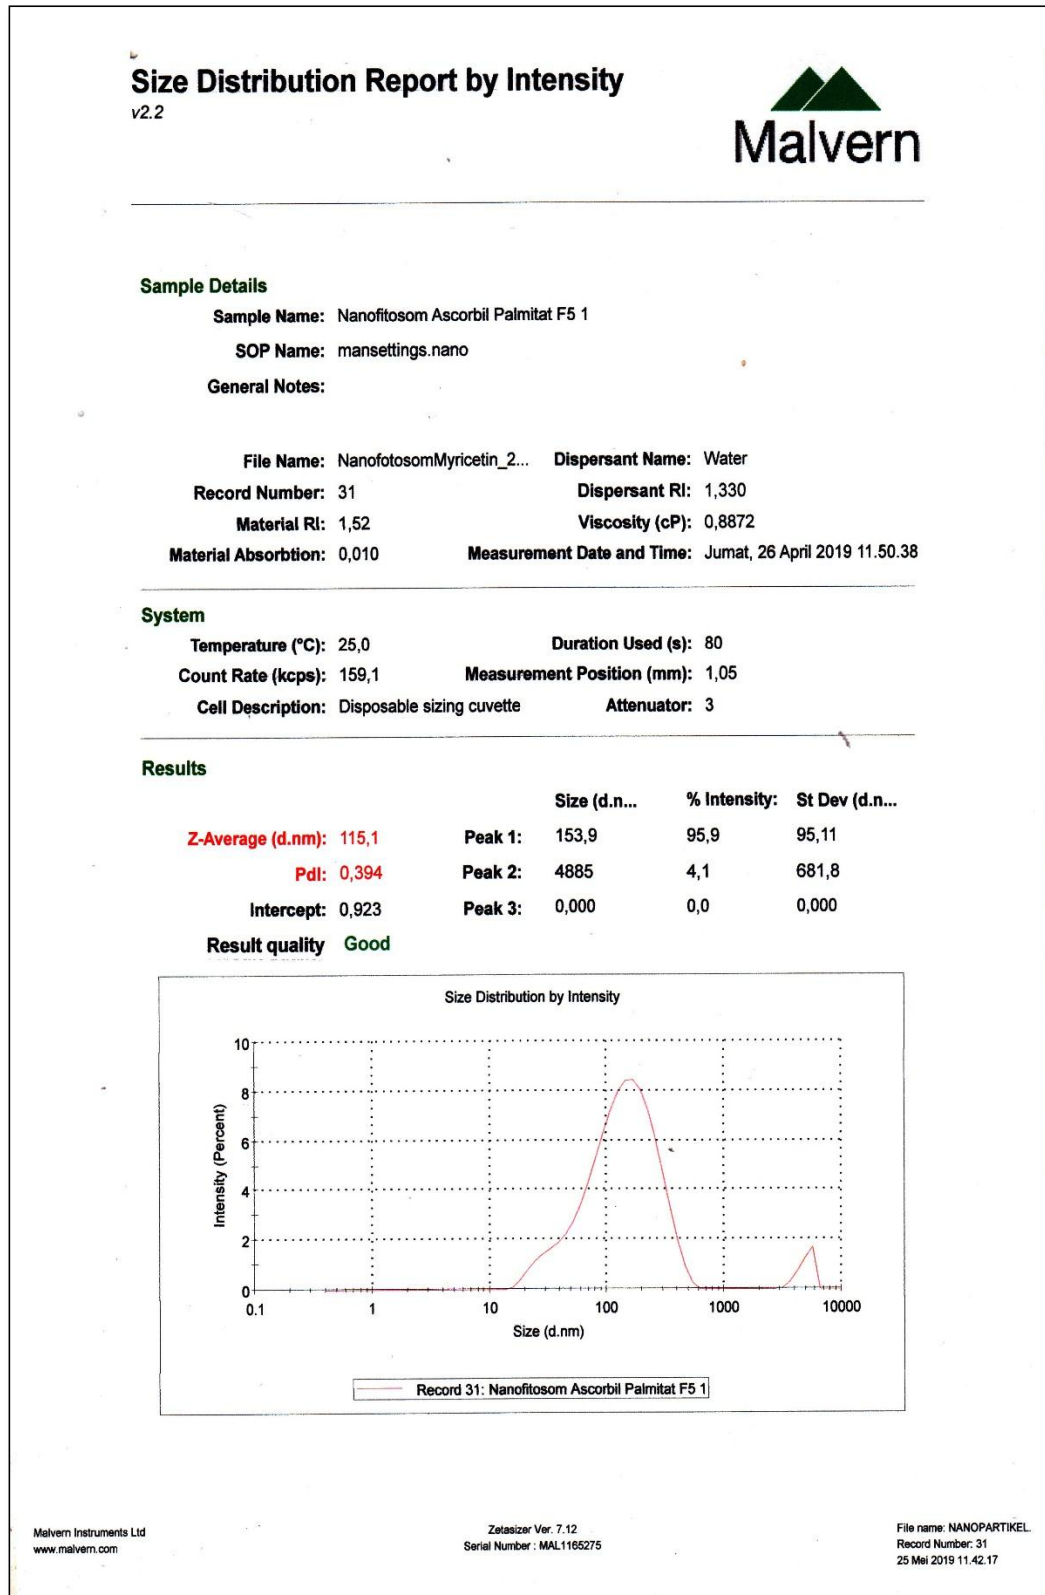 Size Distribution Report by Intensity
v2.2
Malvern
Sample Details
Sample Name: Nanofitosom Ascorbil Palmitat F5 1
SOP Name: mansettings.nano
General Notes:
File Name: NanofotosomMyricetin_2... Dispersant Name: Water
Record Number: 31 Dispersant RI: 1,330
Material RI: 1,52 Viscosity (cP): 0,8872
Material Absorbtion: 0,010 Measurement Date and Time: Jumat, 26 April 2019 11.50.38
System
Temperature (°C): 25,0 Duration Used (s): 80
Count Rate (kcps): 159,1 Measurement Position (mm): 1,05
Cell Description: Disposable sizing cuvette Attenuator: 3
Results
Size (d.n... % Intensity: St Dev (d.n...
Z-Average (d.nm): 115,1 Peak 1: 153,9 95,9 95,11
PdI: 0,394 Peak 2: 4885 4,1 681,8
Intercept: 0,923 Peak 3: 0,000 0,0 0,000
Result quality Good
Size Distribution by Intensity
Intensity (Percent)
10
8
6
4
2
0
0.1 1 10 100 1000 10000
Size (d.nm)
Record 31: Nanofitosom Ascorbil Palmitat F5 1
Malvern Instruments Ltd
www.malvern.com
Zetasizer Ver. 7.12
Serial Number : MAL1165275
File name: NANOPARTIKEL.
Record Number: 31
25 Mei 2019 11.42.17